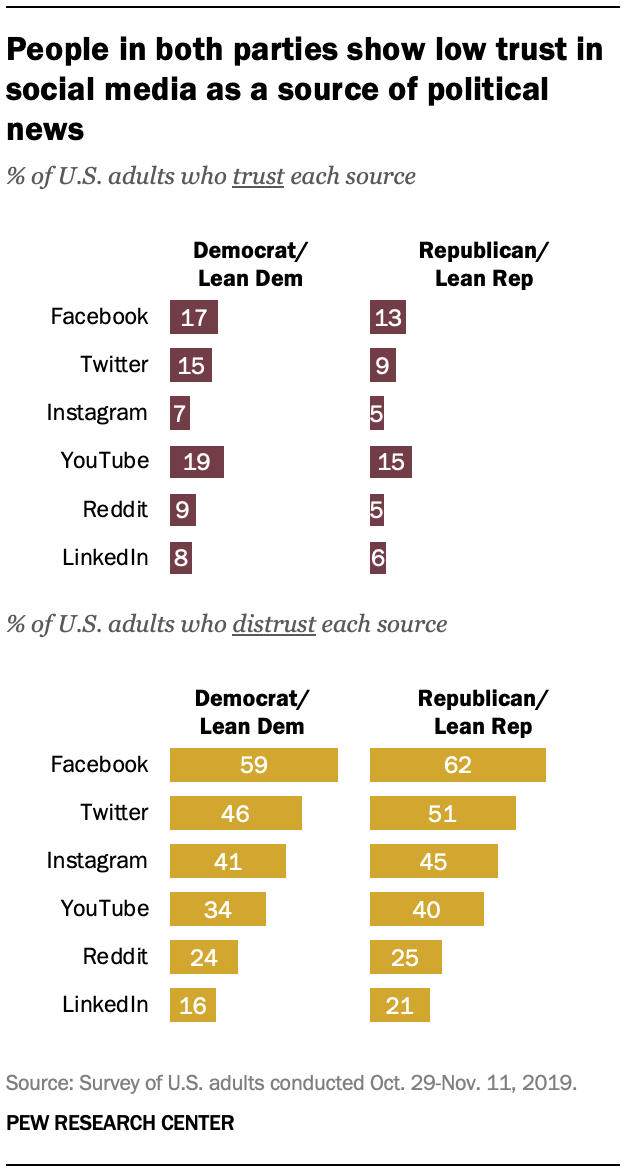 People in both parties show low trust in
social media as a source of political
news
% of U.S. adults who trust each source
Democrat/ Republican/
Lean Dem Lean Rep
Facebook 17 13
Twitter 15 9
Instagram 7 5
YouTube 19 15
Reddit 9 5
LinkedIn 8 6
% of U.S. adults who distrust each source
Democrat/ Republican/
Lean Dem Lean Rep
Facebook 59 62
Twitter 46 51
Instagram 41 45
YouTube 34 40
Reddit 24 25
LinkedIn 16 21
Source: Survey of U.S. adults conducted Oct. 29-Nov. 11, 2019.
PEW RESEARCH CENTER